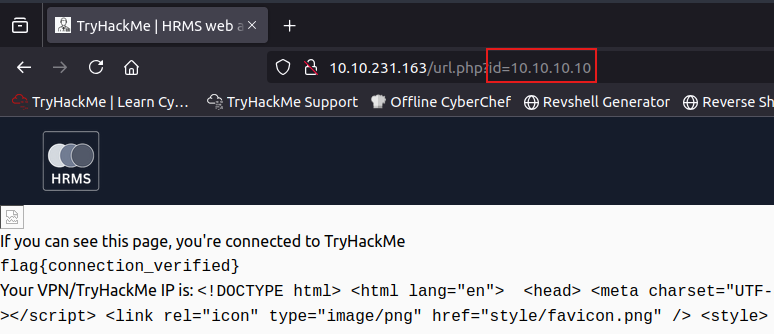 TryHackMe | HRMS web a
10.10.231.163/url.php?id=10.10.10.10
TryHackMe | Learn Cy… TryHackMe Support Offline CyberChef Revshell Generator Reverse Sh
HRMS
If you can see this page, you're connected to TryHackMe
flag{connection_verified}
Your VPN/TryHackMe IP is: <!DOCTYPE html> <html lang="en"> <head> <meta charset="UTF-
></script> <link rel="icon" type="image/png" href="style/favicon.png" /> <style>